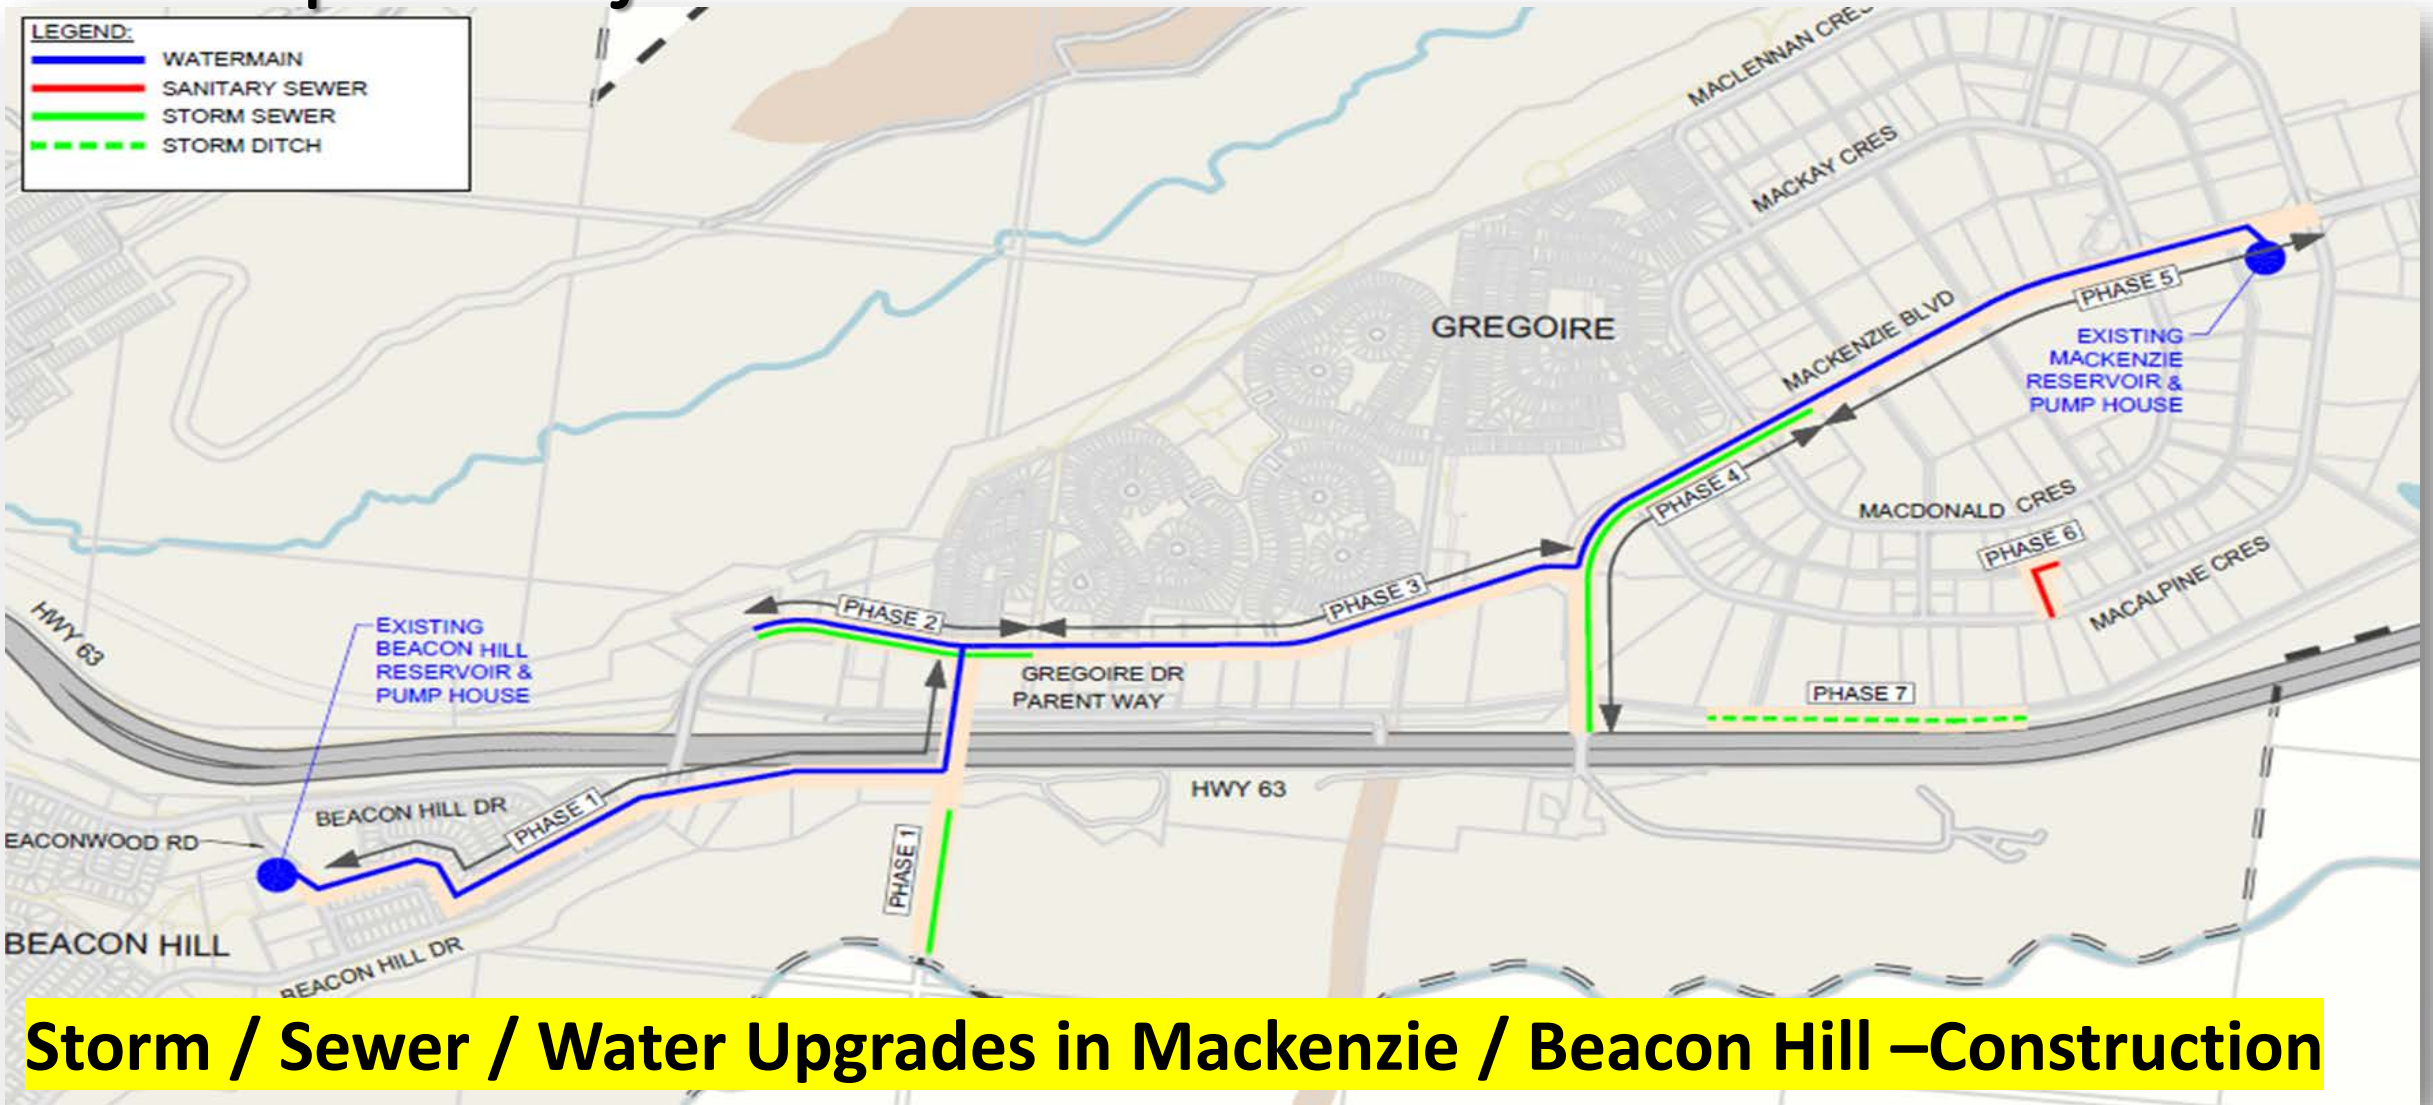 LEGEND:
WATERMAIN
SANITARY SEWER
STORM SEWER
STORM DITCH
MACLENNAN CRES
MACKAY CRES
GREGOIRE
MACKENZIE BLVD
PHASE 5
EXISTING
MACKENZIE
RESERVOIR &
PUMP HOUSE
PHASE 4
MACDONALD CRES
PHASE 6
MACALPINE CRES
PHASE 2
PHASE 3
HWY 63
EXISTING
BEACON HILL
RESERVOIR &
PUMP HOUSE
GREGOIRE DR
PARENT WAY
PHASE 7
HWY 63
BEACON HILL DR
PHASE 1
EACONWOOD RD
PHASE 1
BEACON HILL
BEACON HILL DR
Storm / Sewer / Water Upgrades in Mackenzie / Beacon Hill –Construction